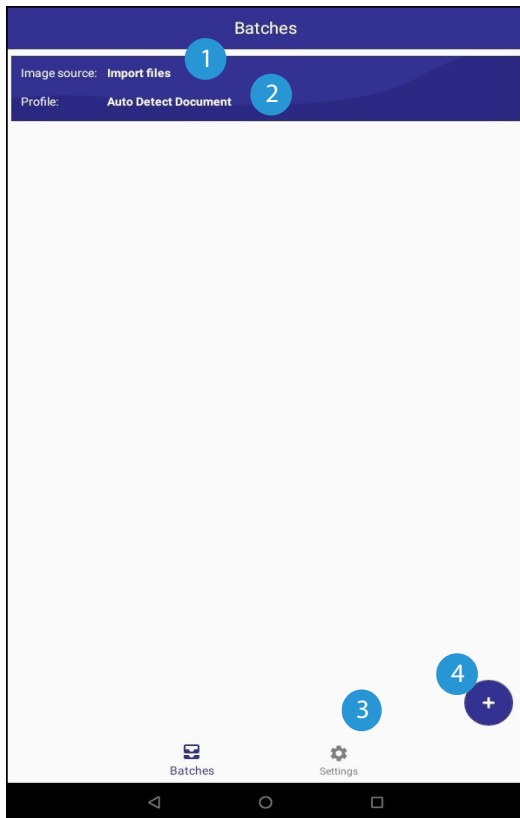 Batches
1
Image source: Import files
Profile: Auto Detect Document
2
4
+
3
Batches
Settings